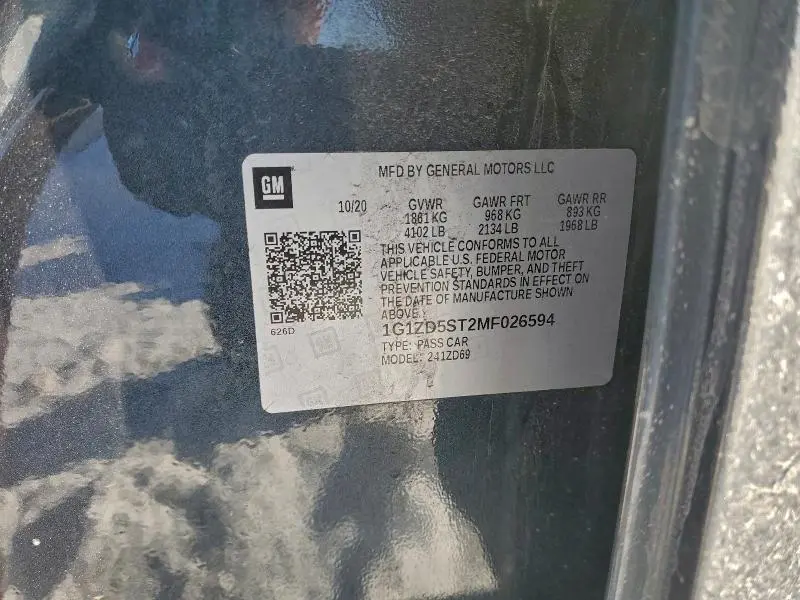 MFD BY GENERAL MOTORS LLC
GM
10/20 GVWR GAWR FRT GAWR RR
1861 KG 968 KG 893 KG
4102 LB 2134 LB 1968 LB
THIS VEHICLE CONFORMS TO ALL
APPLICABLE U.S. FEDERAL MOTOR
VEHICLE SAFETY, BUMPER, AND THEFT
PREVENTION STANDARDS IN EFFECT ON
THE DATE OF MANUFACTURE SHOWN
ABOVE.
626D
1G1ZD5ST2MF026594
TYPE: PASS CAR
MODEL: 241ZD69